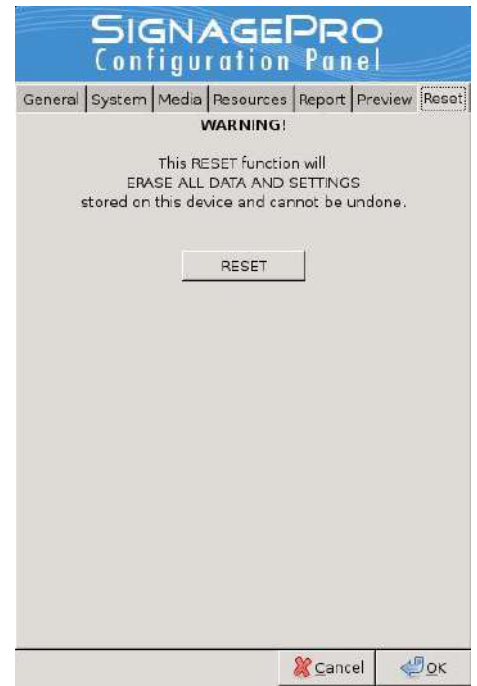 SIGNAGEPRO
Configuration Panel
General System Media Resources Report Preview Reset
WARNING!
This RESET function will
ERASE ALL DATA AND SETTINGS
stored on this device and cannot be undone.
RESET
Cancel OK